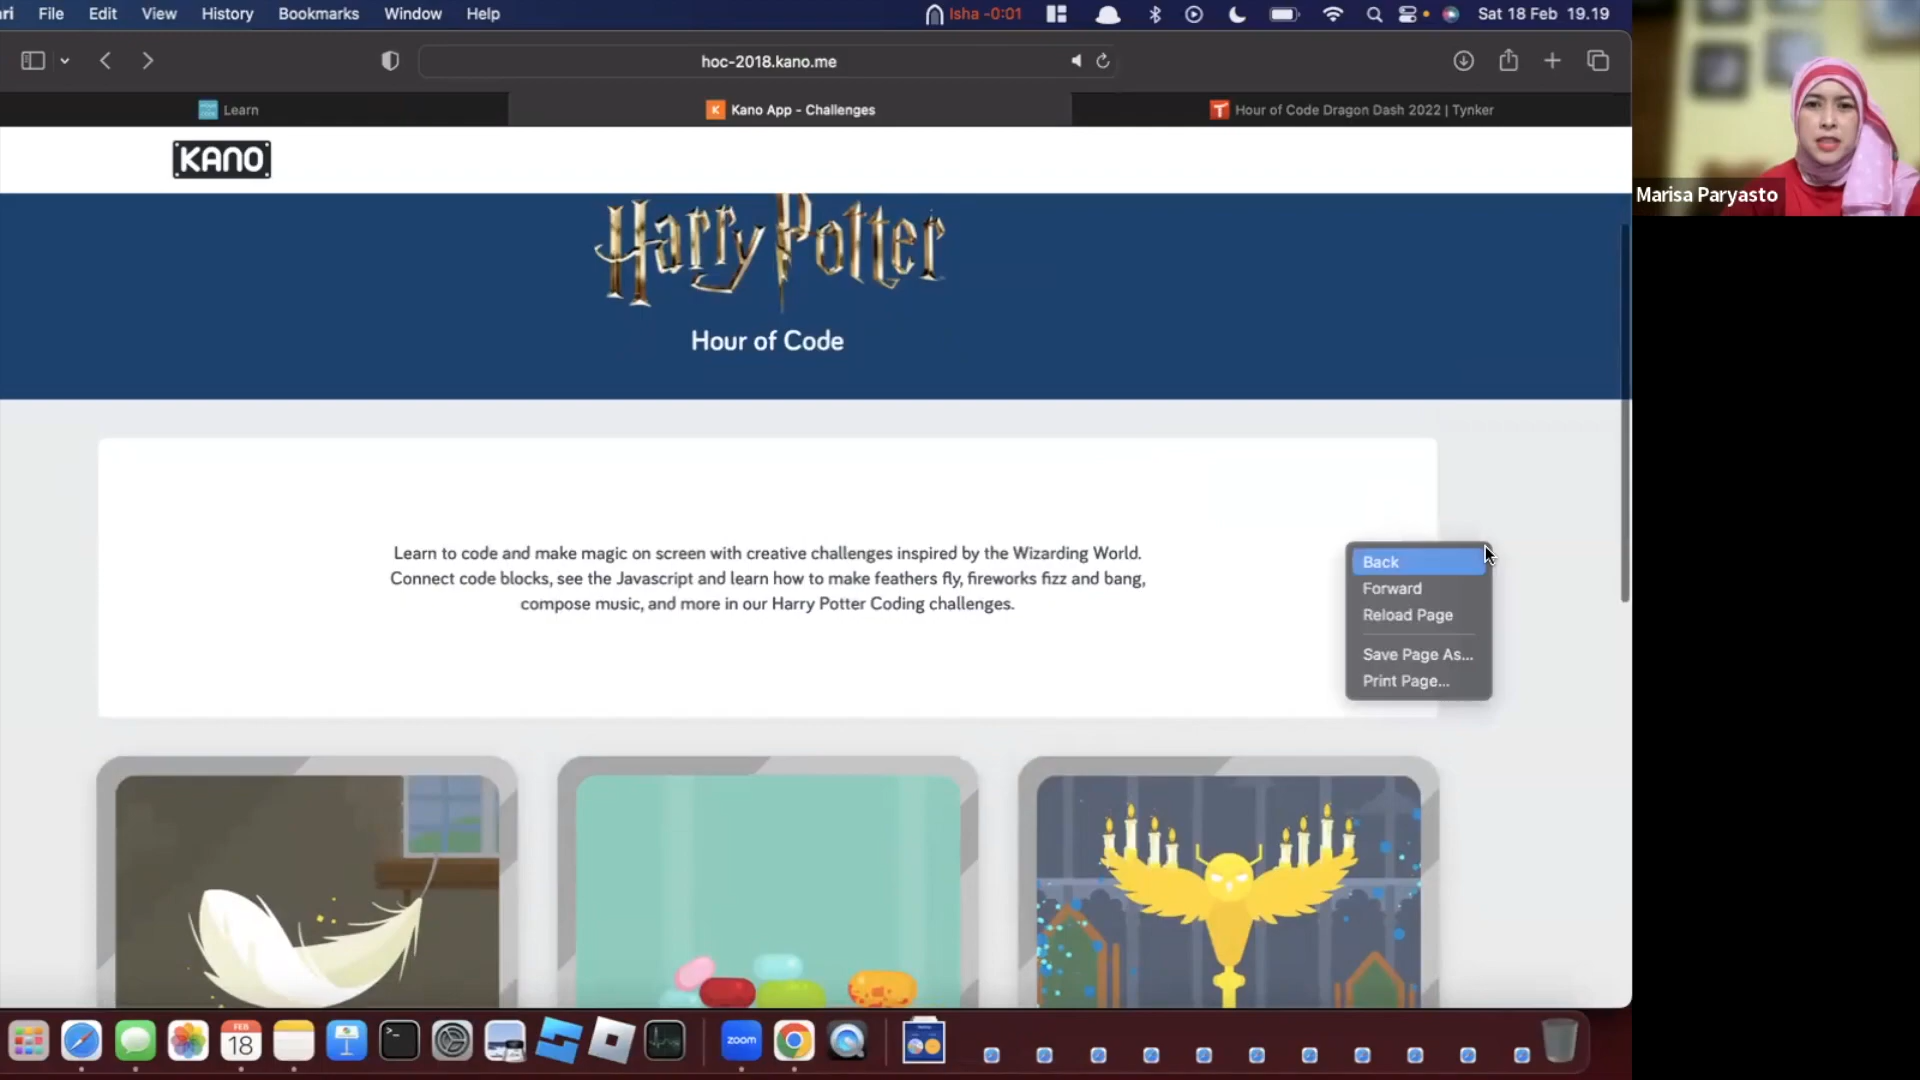 ri File Edit View History Bookmarks Window Help Isha -0:01 Sat 18 Feb 19.19
hoc-2018.kano.me
Learn
K Kano App - Challenges
T Hour of Code Dragon Dash 2022 | Tynker
Marisa Paryasto
KANO
Harry Potter
Hour of Code
Learn to code and make magic on screen with creative challenges inspired by the Wizarding World.
Connect code blocks, see the Javascript and learn how to make feathers fly, fireworks fizz and bang,
compose music, and more in our Harry Potter Coding challenges.
Back
Forward
Reload Page
Save Page As...
Print Page...
FEB
18
zoom